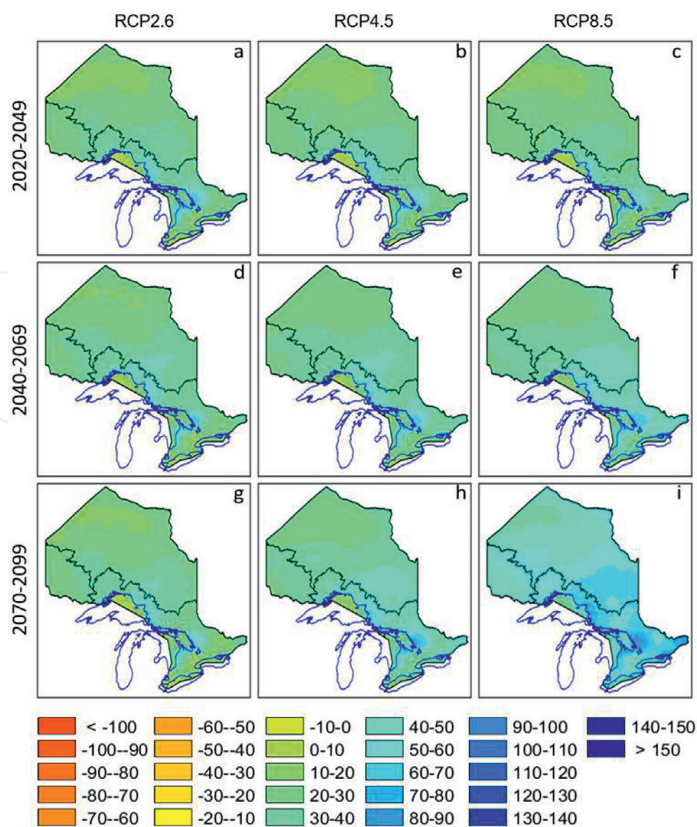 RCP2.6 RCP4.5 RCP8.5
2020-2049
a b c
2040-2069
d e f
2070-2099
g h i
< -100 -60--50 -10-0 40-50 90-100 140-150
-100--90 -50-40 0-10 50-60 100-110 > 150
-90--80 -40--30 10-20 60-70 110-120
-80--70 -30--20 20-30 70-80 120-130
-70--60 -20--10 30-40 80-90 130-140